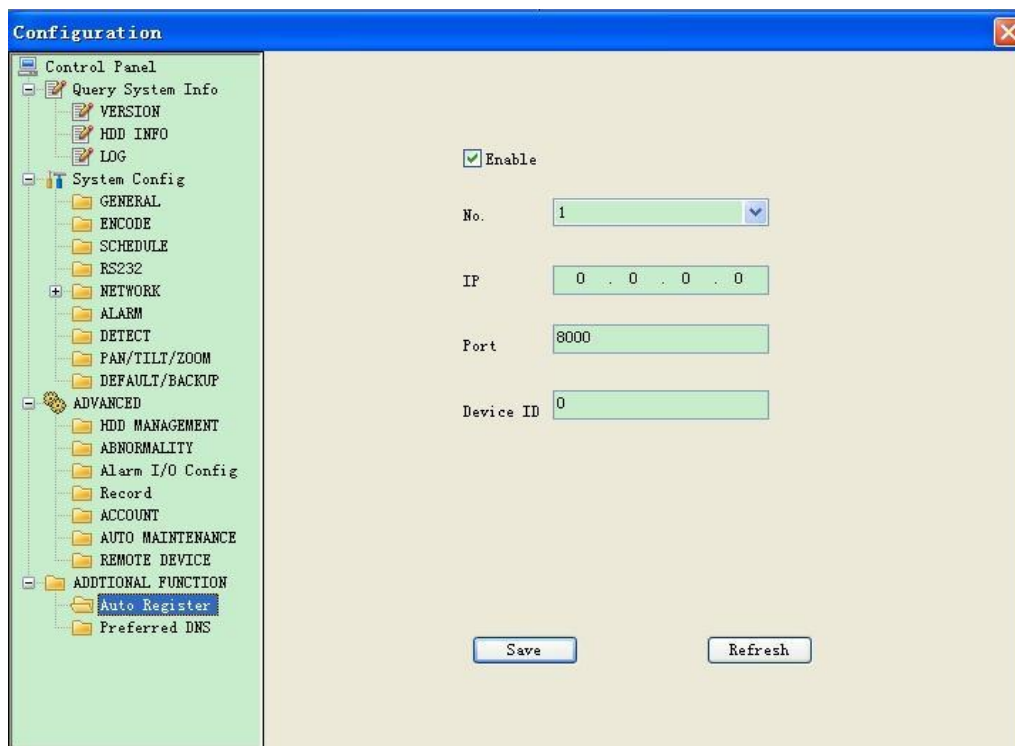 Configuration
Control Panel
Query System Info
VERSION
HDD INFO
LOG
System Config
GENERAL
ENCODE
SCHEDULE
RS232
NETWORK
ALARM
DETECT
PAN/TILT/ZOOM
DEFAULT/BACKUP
ADVANCED
HDD MANAGEMENT
ABNORMALITY
Alarm I/O Config
Record
ACCOUNT
AUTO MAINTENANCE
REMOTE DEVICE
ADDTIONAL FUNCTION
Auto Register
Preferred DNS
Enable
No. 1
IP 0 . 0 . 0 . 0
Port 8000
Device ID 0
Save Refresh